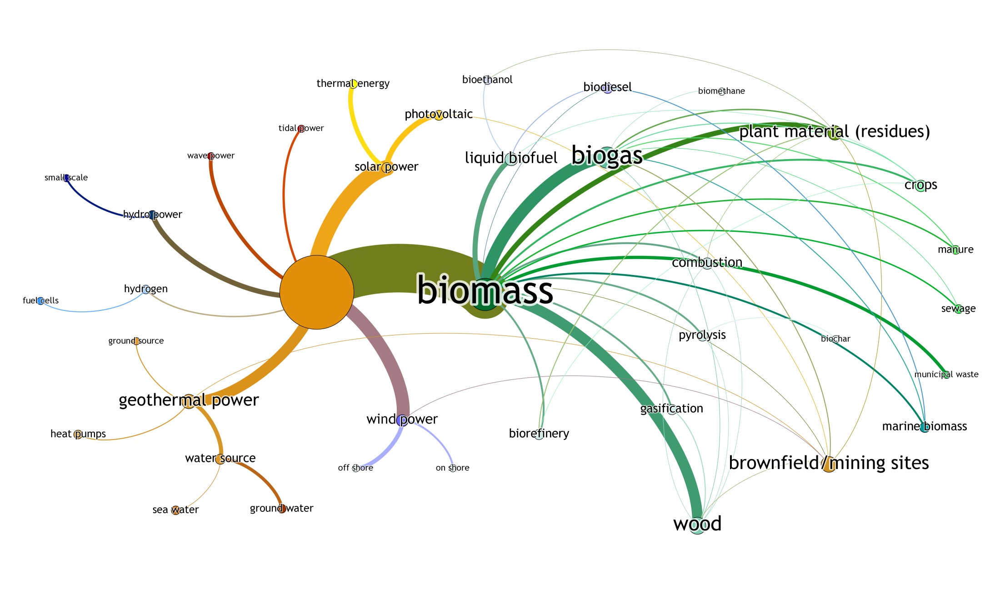 bioethanol
thermal energy
biodiesel
biomethane
photovoltaic
tidal power
plant material (residues)
wave power
liquid biofuel
biogas
solar power
small scale
crops
hydro power
manure
combustion
hydrogen
biomass
fuel cells
sewage
ground source
pyrolysis
biochar
municipal waste
geothermal power
gasification
wind power
marine biomass
heat pumps
biorefinery
water source
off shore
on shore
brownfield/mining sites
sea water
ground water
wood